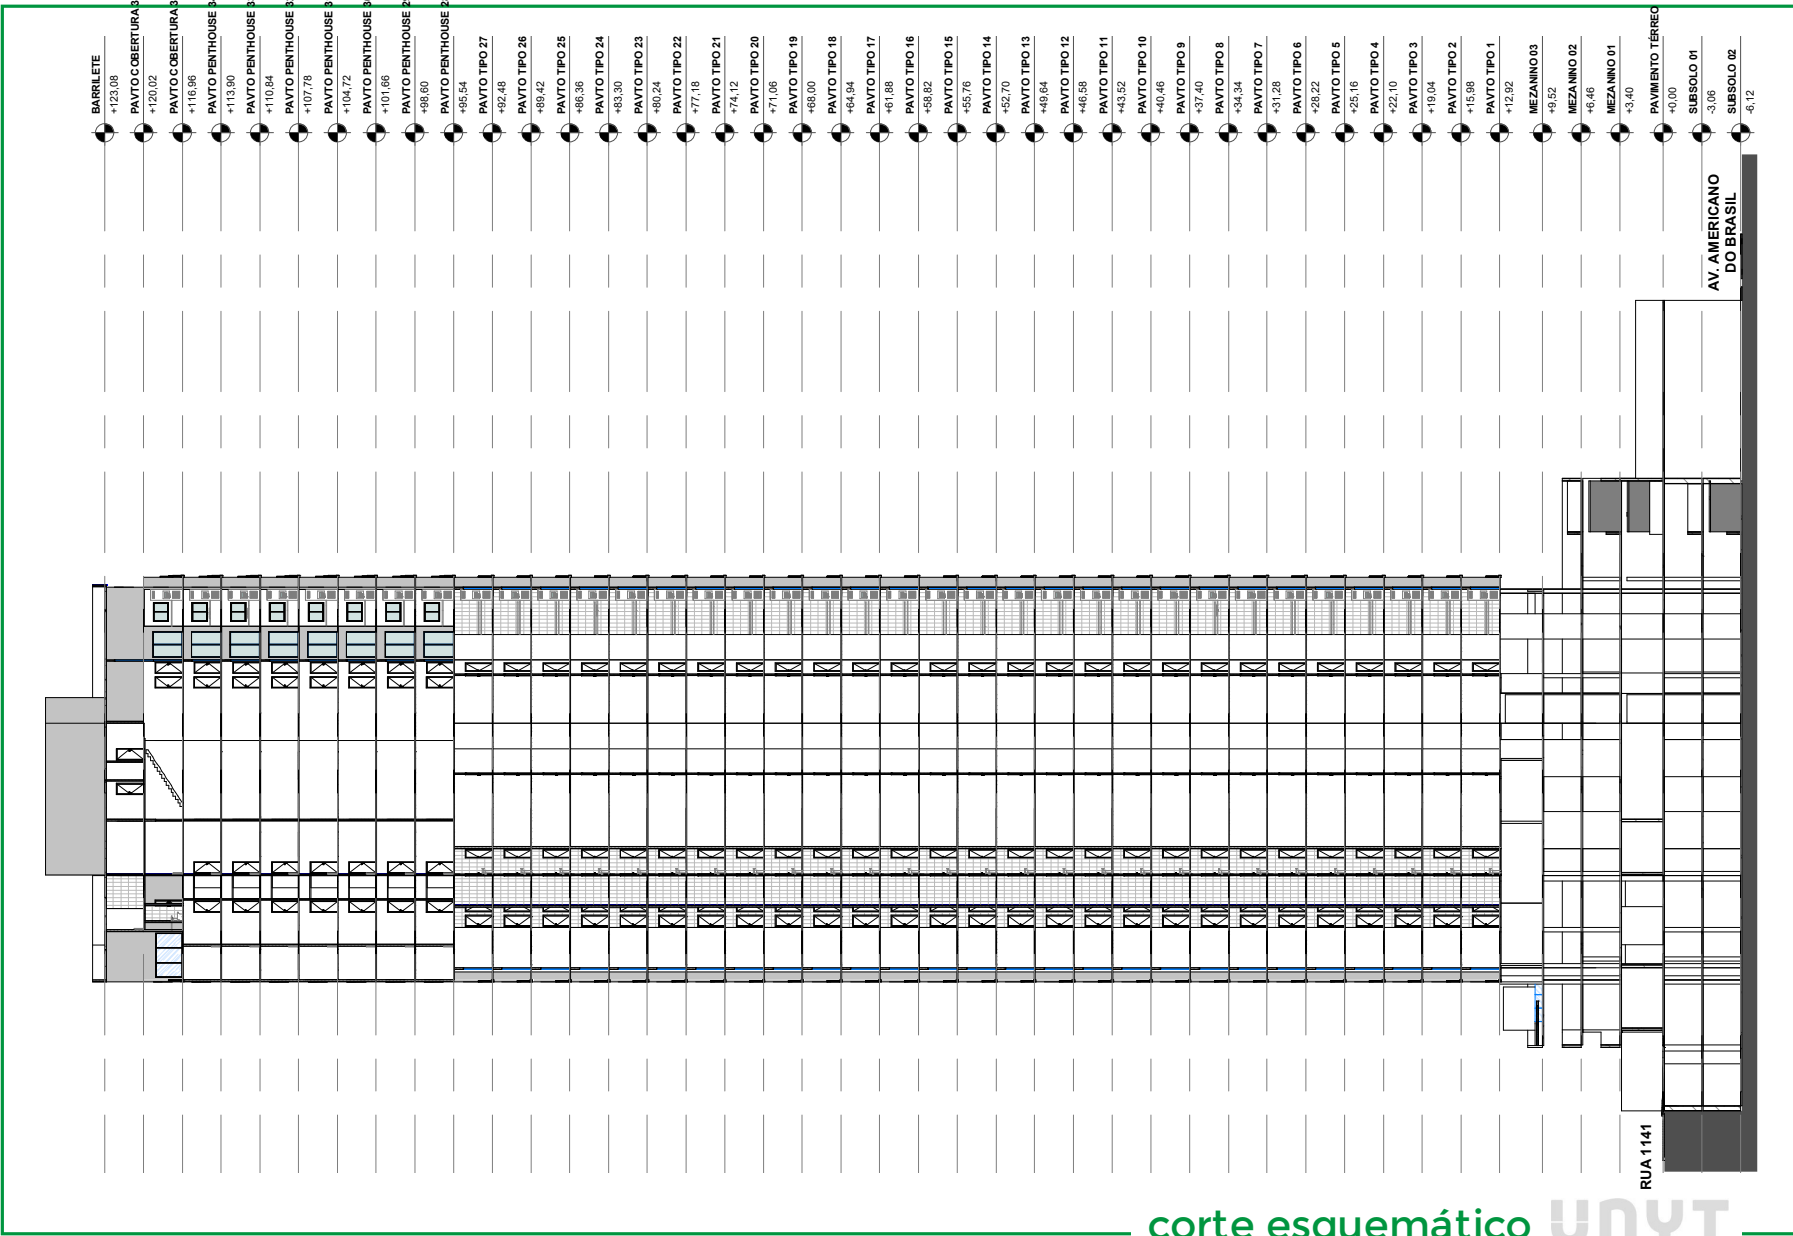 BARRILETE
+123,08
PAVTO COBERTURA 3
+120,02
PAVTO COBERTURA 3
+116,96
PAVTO PENTHOUSE 3
+113,90
PAVTO PENTHOUSE 3
+110,84
PAVTO PENTHOUSE 3
+107,78
PAVTO PENTHOUSE 3
+104,72
PAVTO PENTHOUSE 3
+101,66
PAVTO PENTHOUSE 2
+98,60
PAVTO PENTHOUSE 2
+95,54
PAVTO TIPO 27
+92,48
PAVTO TIPO 26
+89,42
PAVTO TIPO 25
+86,36
PAVTO TIPO 24
+83,30
PAVTO TIPO 23
+80,24
PAVTO TIPO 22
+77,18
PAVTO TIPO 21
+74,12
PAVTO TIPO 20
+71,06
PAVTO TIPO 19
+68,00
PAVTO TIPO 18
+64,94
PAVTO TIPO 17
+61,88
PAVTO TIPO 16
+58,82
PAVTO TIPO 15
+55,76
PAVTO TIPO 14
+52,70
PAVTO TIPO 13
+49,64
PAVTO TIPO 12
+46,58
PAVTO TIPO 11
+43,52
PAVTO TIPO 10
+40,46
PAVTO TIPO 9
+37,40
PAVTO TIPO 8
+34,34
PAVTO TIPO 7
+31,28
PAVTO TIPO 6
+28,22
PAVTO TIPO 5
+25,16
PAVTO TIPO 4
+22,10
PAVTO TIPO 3
+19,04
PAVTO TIPO 2
+15,98
PAVTO TIPO 1
+12,92
MEZANINO 03
+9,52
MEZANINO 02
+6,46
MEZANINO 01
+3,40
PAVIMENTO TÉRREO
+0,00
SUBSOLO 01
-3,06
SUBSOLO 02
-6,12
AV. AMERICANO
DO BRASIL
RUA 1141
corte esquemático
UNYT